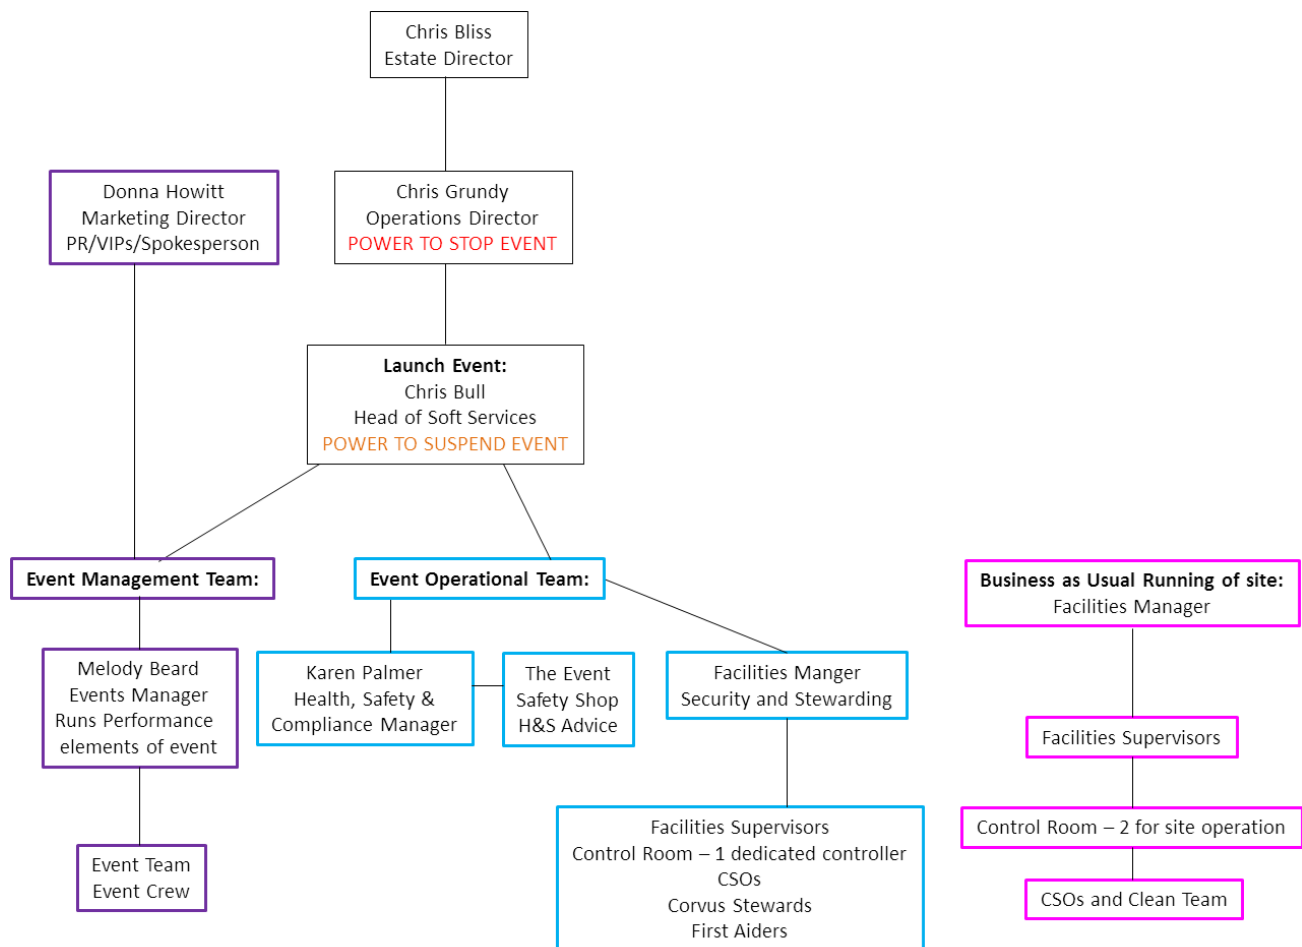 Chris Bliss
Estate Director
Donna Howitt
Marketing Director
PR/VIPs/Spokesperson
Chris Grundy
Operations Director
POWER TO STOP EVENT
Launch Event:
Chris Bull
Head of Soft Services
POWER TO SUSPEND EVENT
Event Management Team:
Event Operational Team:
Business as Usual Running of site:
Facilities Manager
Melody Beard
Events Manager
Runs Performance
elements of event
Karen Palmer
Health, Safety &
Compliance Manager
The Event
Safety Shop
H&S Advice
Facilities Manger
Security and Stewarding
Facilities Supervisors
Event Team
Event Crew
Facilities Supervisors
Control Room – 1 dedicated controller
CSOs
Corvus Stewards
First Aiders
Control Room – 2 for site operation
CSOs and Clean Team